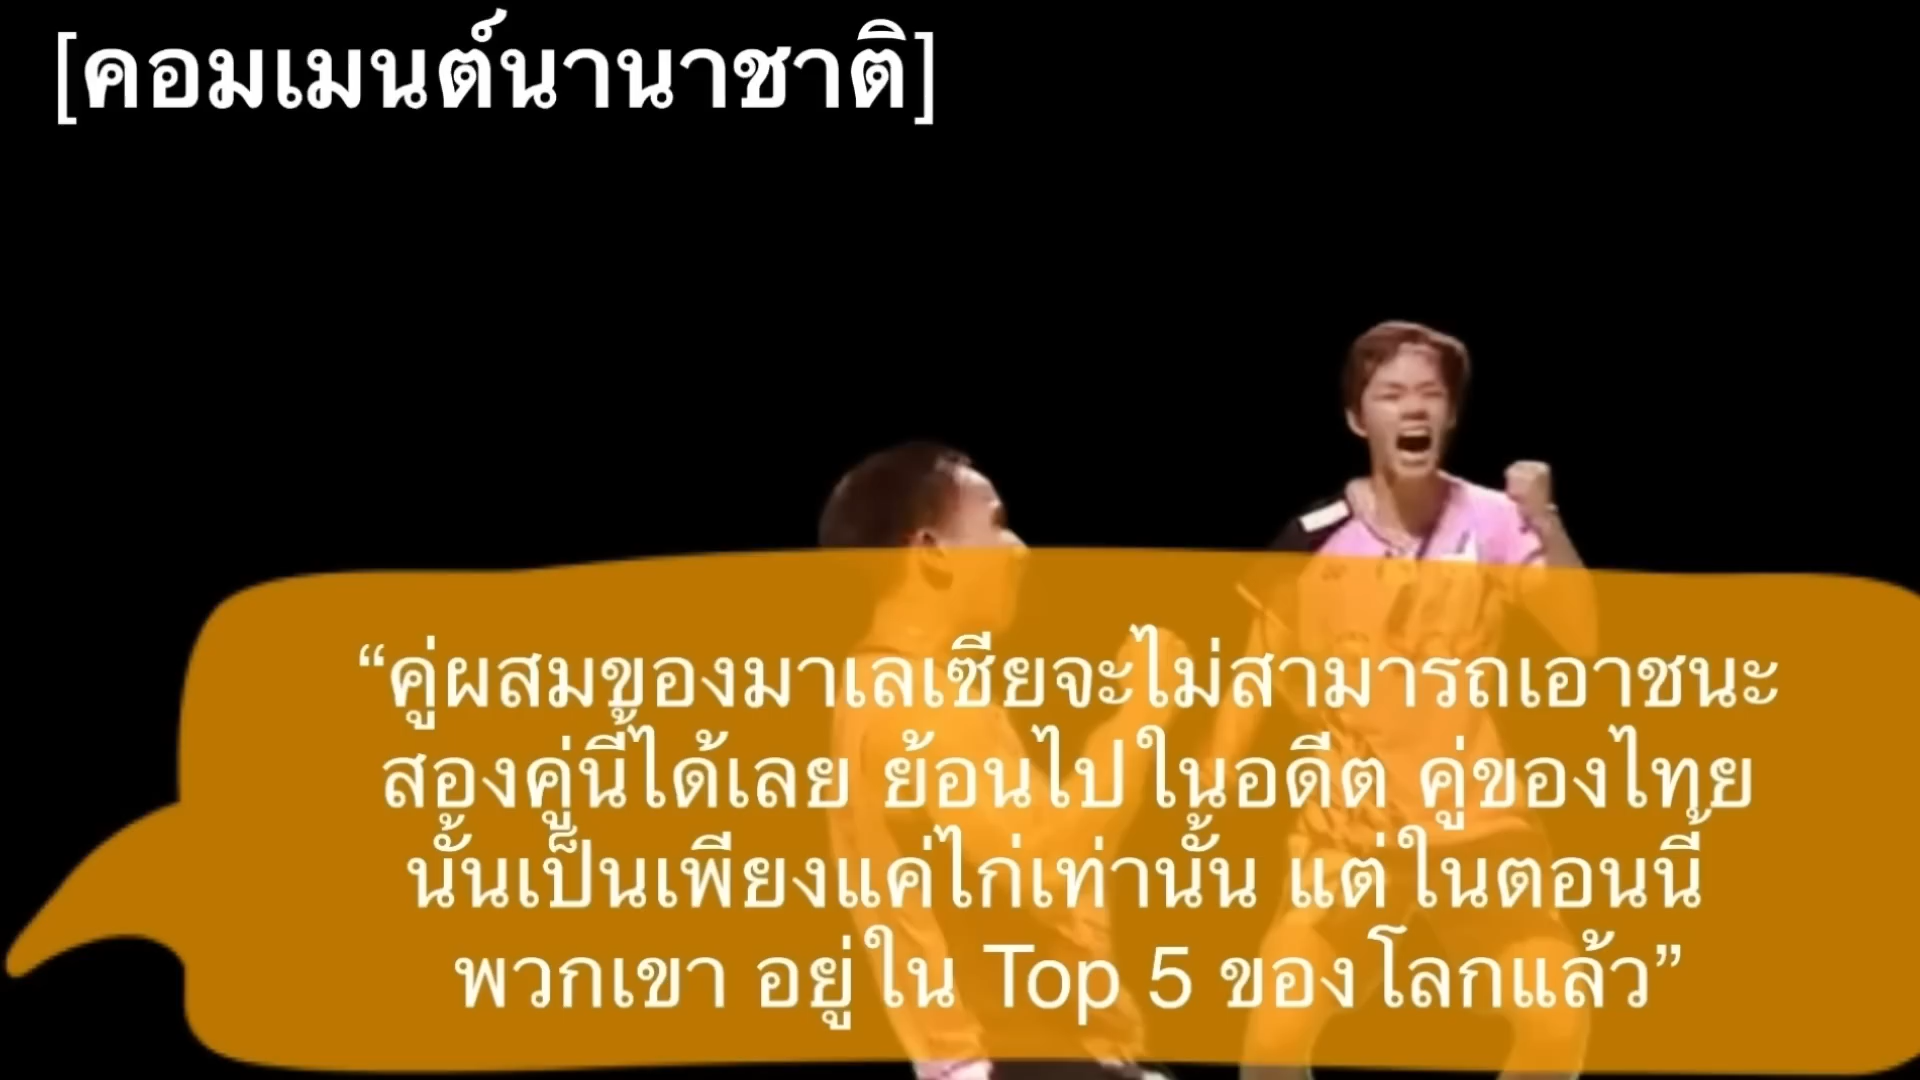 [คอมเมนต์นานาชาติ]
“คู่ผสมของมาเลเซียจะไม่สามารถเอาชนะ
สองคู่นี้ได้เลย ย้อนไปในอดีต คู่ของไทย
นั้นเป็นเพียงแค่ไก่เท่านั้น แต่ในตอนนี้
พวกเขา อยู่ใน Top 5 ของโลกแล้ว”